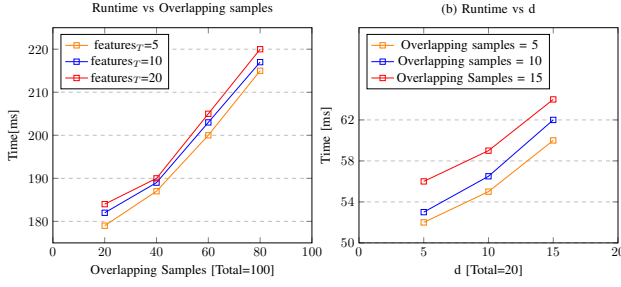 Runtime vs Overlapping samples
features_T=5
features_T=10
features_T=20
220
210
200
190
180
Time[ms]
0 20 40 60 80 100
Overlapping Samples [Total=100]
(b) Runtime vs d
Overlapping samples = 5
Overlapping samples = 10
Overlapping Samples = 15
62
58
54
50
Time [ms]
0 5 10 15 20
d [Total=20]